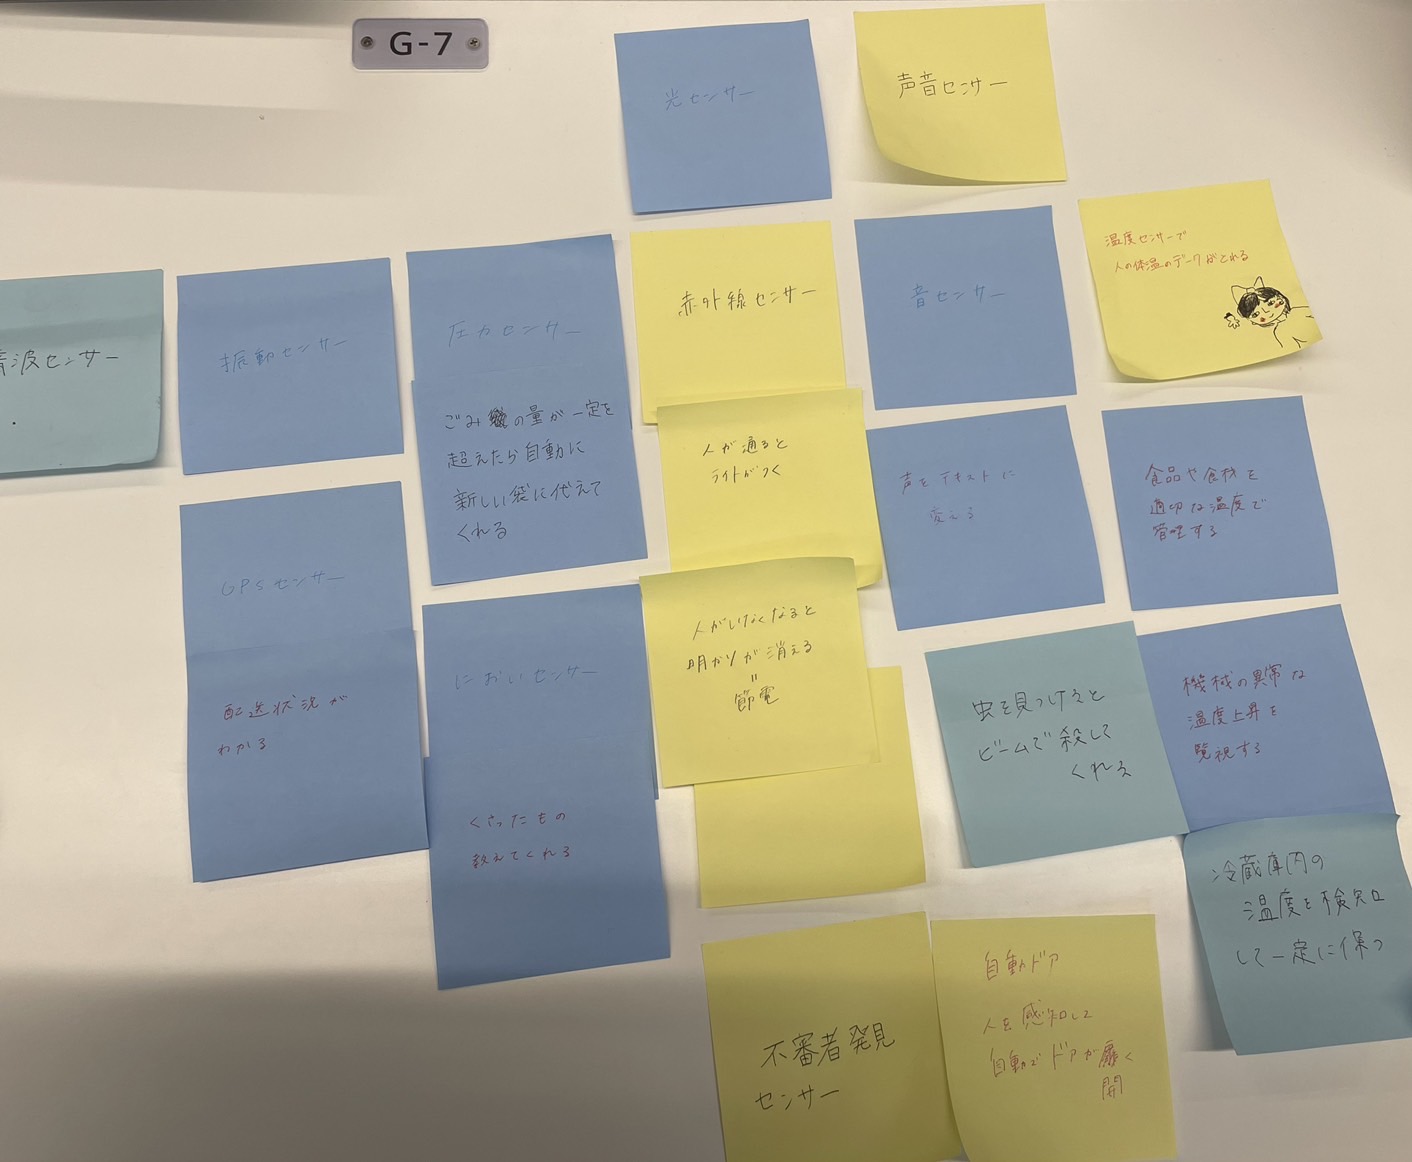 G-7
光センサー
声音センサー
音波センサー
振動センサー
圧力センサー
ごみの量が一定を
超えたら自動に
新しい袋に代えて
くれる
赤外線センサー
人が通ると
ライトがつく
人がいなくなると
明かりが消える
=
節電
音センサー
声をテキストに
変える
温度センサーで
人の体温のデータがとれる
食品や食材を
適切な温度で
管理する
GPSセンサー
配送状況が
わかる
においセンサー
くさったもの
教えてくれる
虫を見つけると
ビームで殺して
くれる
機械の異常な
温度上昇を
覧視する
冷蔵庫内の
温度を検知
して一定に保つ
不審者発見
センサー
自動ドア
人を感知して
自動でドアが開く